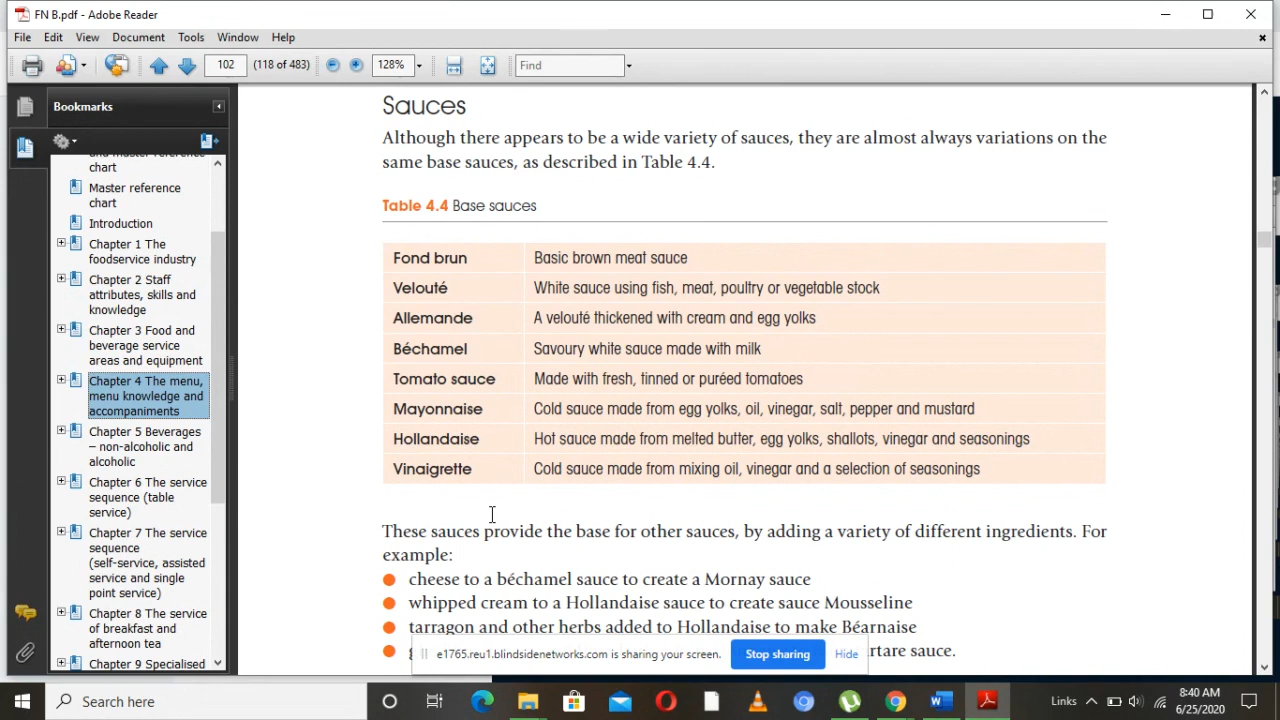 FN B.pdf - Adobe Reader
File Edit View Document Tools Window Help
102 (118 of 483) 128% Find
Bookmarks
and master reference
chart
Master reference
chart
Introduction
Chapter 1 The
foodservice industry
Chapter 2 Staff
attributes, skills and
knowledge
Chapter 3 Food and
beverage service
areas and equipment
Chapter 4 The menu,
menu knowledge and
accompaniments
Chapter 5 Beverages
– non-alcoholic and
alcoholic
Chapter 6 The service
sequence (table
service)
Chapter 7 The service
sequence
(self-service, assisted
service and single
point service)
Chapter 8 The service
of breakfast and
afternoon tea
Chapter 9 Specialised
Sauces
Although there appears to be a wide variety of sauces, they are almost always variations on the
same base sauces, as described in Table 4.4.
Table 4.4 Base sauces
Fond brun Basic brown meat sauce
Velouté White sauce using fish, meat, poultry or vegetable stock
Allemande A velouté thickened with cream and egg yolks
Béchamel Savoury white sauce made with milk
Tomato sauce Made with fresh, tinned or puréed tomatoes
Mayonnaise Cold sauce made from egg yolks, oil, vinegar, salt, pepper and mustard
Hollandaise Hot sauce made from melted butter, egg yolks, shallots, vinegar and seasonings
Vinaigrette Cold sauce made from mixing oil, vinegar and a selection of seasonings
These sauces provide the base for other sauces, by adding a variety of different ingredients. For
example:
cheese to a béchamel sauce to create a Mornay sauce
whipped cream to a Hollandaise sauce to create sauce Mousseline
tarragon and other herbs added to Hollandaise to make Béarnaise
rtare sauce.
e1765.reu1.blindsidenetworks.com is sharing your screen. Stop sharing Hide
Search here
Links 8:40 AM
6/25/2020